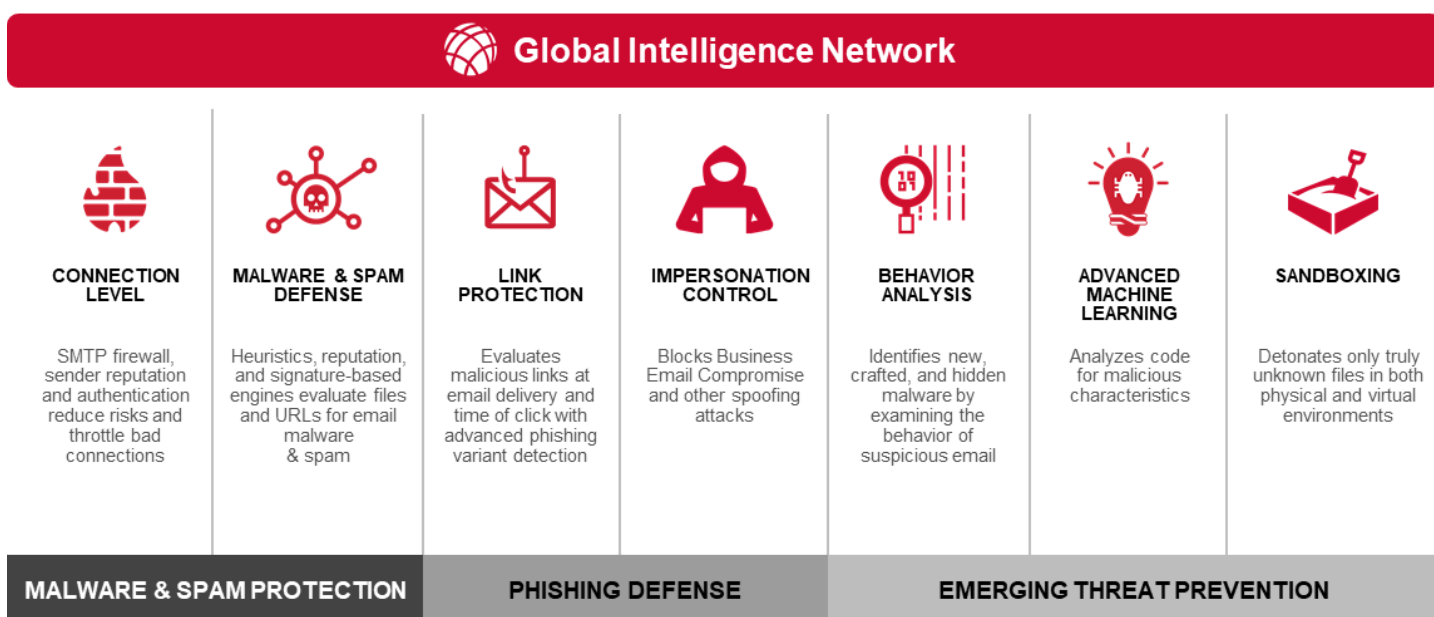 Global Intelligence Network
CONNECTION
LEVEL
SMTP firewall,
sender reputation
and authentication
reduce risks and
throttle bad
connections
MALWARE & SPAM
DEFENSE
Heuristics, reputation,
and signature-based
engines evaluate files
and URLs for email
malware
& spam
LINK
PROTECTION
Evaluates
malicious links at
email delivery and
time of click with
advanced phishing
variant detection
IMPERSONATION
CONTROL
Blocks Business
Email Compromise
and other spoofing
attacks
10
01
BEHAVIOR
ANALYSIS
Identifies new,
crafted, and hidden
malware by
examining the
behavior of
suspicious email
ADVANCED
MACHINE
LEARNING
Analyzes code
for malicious
characteristics
SANDBOXING
Detonates only truly
unknown files in both
physical and virtual
environments
MALWARE & SPAM PROTECTION
PHISHING DEFENSE
EMERGING THREAT PREVENTION